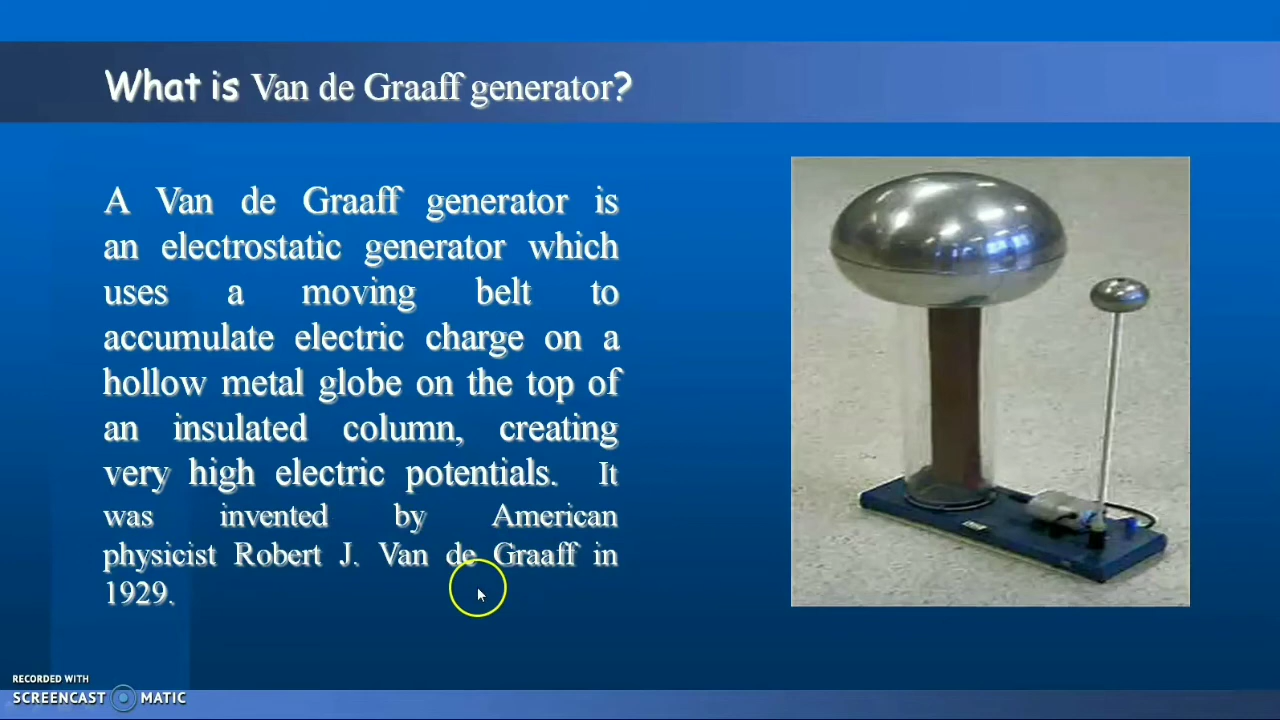 What is Van de Graaff generator?
A Van de Graaff generator is
an electrostatic generator which
uses a moving belt to
accumulate electric charge on a
hollow metal globe on the top of
an insulated column, creating
very high electric potentials. It
was invented by American
physicist Robert J. Van de Graaff in
1929.
RECORDED WITH
SCREENCAST MATIC